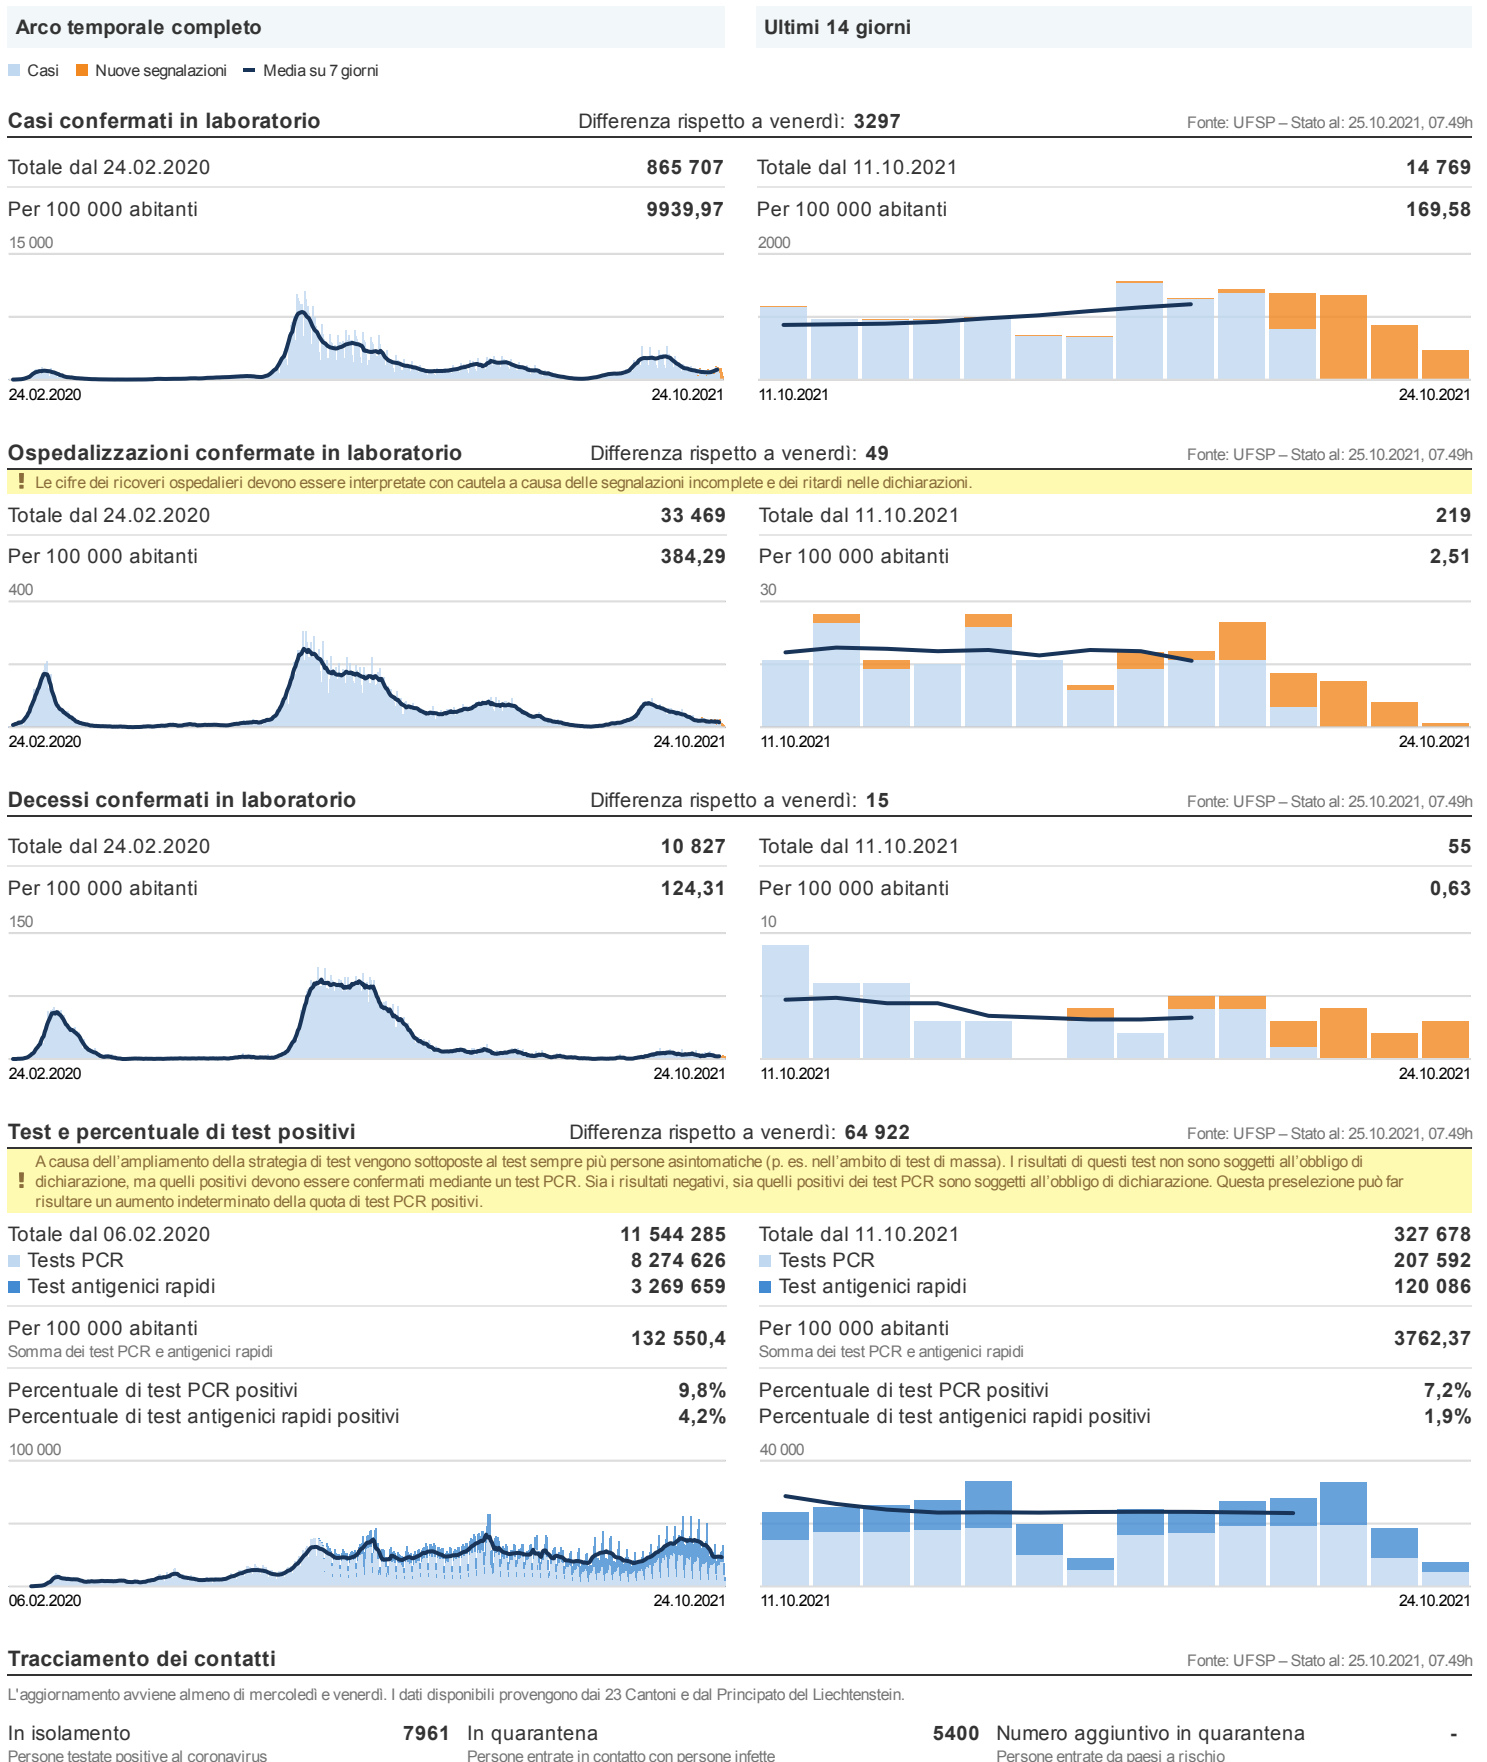 Arco temporale completo
Ultimi 14 giorni
Casi Nuove segnalazioni Media su 7 giorni
Casi confermati in laboratorio Differenza rispetto a venerdì: 3297 Fonte: UFSP – Stato al: 25.10.2021, 07.49h
Totale dal 24.02.2020 865 707
Per 100 000 abitanti 9939,97
15 000
24.02.2020 24.10.2021
Totale dal 11.10.2021 14 769
Per 100 000 abitanti 169,58
2000
11.10.2021 24.10.2021
Ospedalizzazioni confermate in laboratorio Differenza rispetto a venerdì: 49 Fonte: UFSP – Stato al: 25.10.2021, 07.49h
! Le cifre dei ricoveri ospedalieri devono essere interpretate con cautela a causa delle segnalazioni incomplete e dei ritardi nelle dichiarazioni.
Totale dal 24.02.2020 33 469
Per 100 000 abitanti 384,29
400
24.02.2020 24.10.2021
Totale dal 11.10.2021 219
Per 100 000 abitanti 2,51
30
11.10.2021 24.10.2021
Decessi confermati in laboratorio Differenza rispetto a venerdì: 15 Fonte: UFSP – Stato al: 25.10.2021, 07.49h
Totale dal 24.02.2020 10 827
Per 100 000 abitanti 124,31
150
24.02.2020 24.10.2021
Totale dal 11.10.2021 55
Per 100 000 abitanti 0,63
10
11.10.2021 24.10.2021
Test e percentuale di test positivi Differenza rispetto a venerdì: 64 922 Fonte: UFSP – Stato al: 25.10.2021, 07.49h
A causa dell'ampliamento della strategia di test vengono sottoposte al test sempre più persone asintomatiche (p. es. nell'ambito di test di massa). I risultati di questi test non sono soggetti all'obbligo di
! dichiarazione, ma quelli positivi devono essere confermati mediante un test PCR. Sia i risultati negativi, sia quelli positivi dei test PCR sono soggetti all'obbligo di dichiarazione. Questa preselezione può far
risultare un aumento indeterminato della quota di test PCR positivi.
Totale dal 06.02.2020 11 544 285
Tests PCR 8 274 626
Test antigenici rapidi 3 269 659
Per 100 000 abitanti 132 550,4
Somma dei test PCR e antigenici rapidi
Percentuale di test PCR positivi 9,8%
Percentuale di test antigenici rapidi positivi 4,2%
100 000
06.02.2020 24.10.2021
Totale dal 11.10.2021 327 678
Tests PCR 207 592
Test antigenici rapidi 120 086
Per 100 000 abitanti 3762,37
Somma dei test PCR e antigenici rapidi
Percentuale di test PCR positivi 7,2%
Percentuale di test antigenici rapidi positivi 1,9%
40 000
11.10.2021 24.10.2021
Tracciamento dei contatti Fonte: UFSP – Stato al: 25.10.2021, 07.49h
L'aggiornamento avviene almeno di mercoledì e venerdì. I dati disponibili provengono dai 23 Cantoni e dal Principato del Liechtenstein.
In isolamento 7961
Persone testate positive al coronavirus
In quarantena 5400
Persone entrate in contatto con persone infette
Numero aggiuntivo in quarantena -
Persone entrate da paesi a rischio